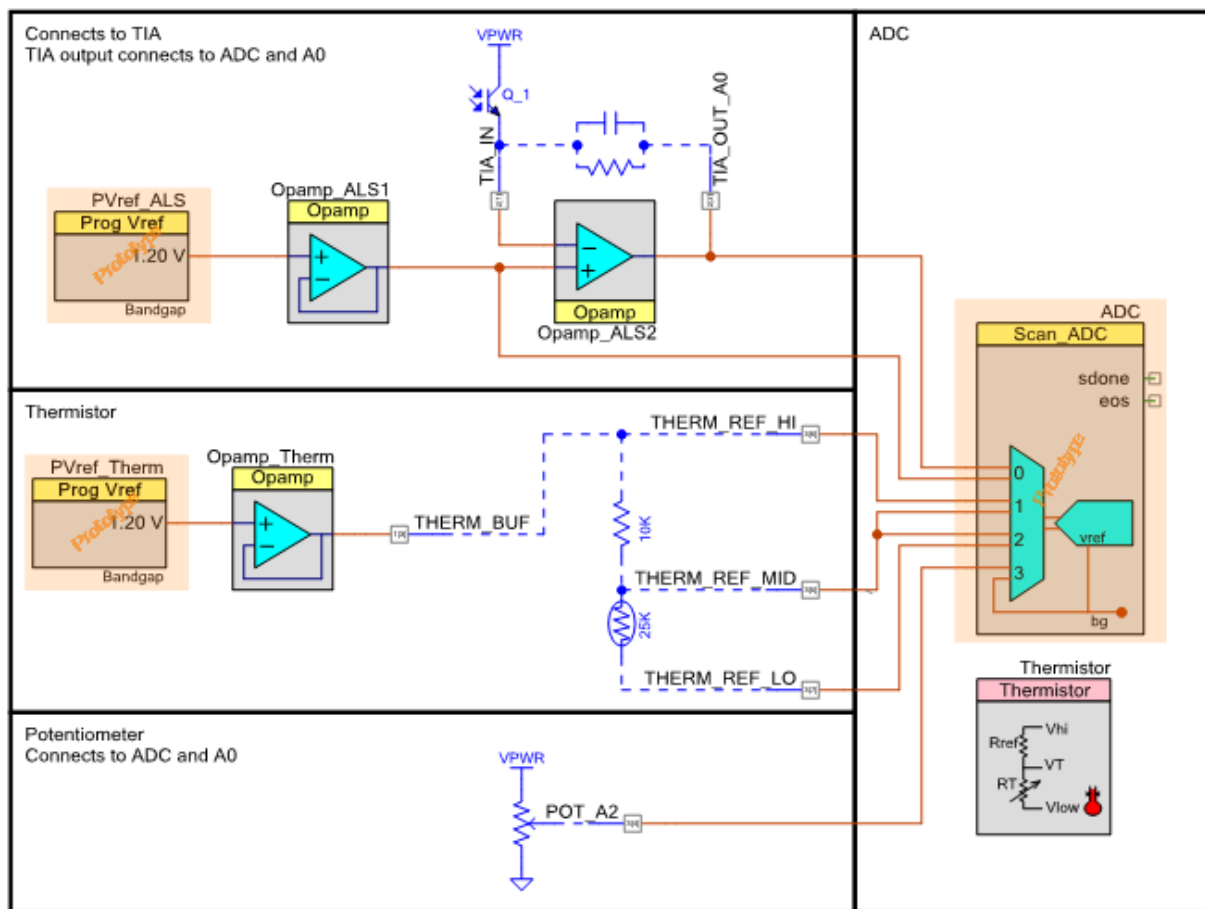 Connects to TIA
TIA output connects to ADC and A0
VPWR
Q_1
TIA_IN
TIA_OUT_A0
PVref_ALS
Prog Vref
1.20 V
Prototype
Bandgap
Opamp_ALS1
Opamp
Opamp
Opamp_ALS2
ADC
ADC
Scan_ADC
sdone
eos
Prototype
0
1
2
3
vref
bg
Thermistor
PVref_Therm
Prog Vref
1.20 V
Prototype
Bandgap
Opamp_Therm
Opamp
THERM_BUF
THERM_REF_HI
10K
THERM_REF_MID
25K
THERM_REF_LO
Thermistor
Thermistor
Vhi
Rref
VT
RT
Vlow
Potentiometer
Connects to ADC and A0
VPWR
POT_A2